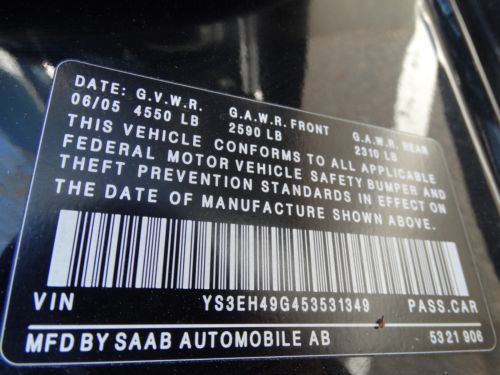 DATE: G.V.W.R. G.A.W.R. FRONT G.A.W.R. REAR
06/05 4550 LB 2590 LB 2310 LB
THIS VEHICLE CONFORMS TO ALL APPLICABLE
FEDERAL MOTOR VEHICLE SAFETY BUMPER AND
THEFT PREVENTION STANDARDS IN EFFECT ON
THE DATE OF MANUFACTURE SHOWN ABOVE.
VIN YS3EH49G453531349 PASS.CAR
MFD BY SAAB AUTOMOBILE AB 5321 906